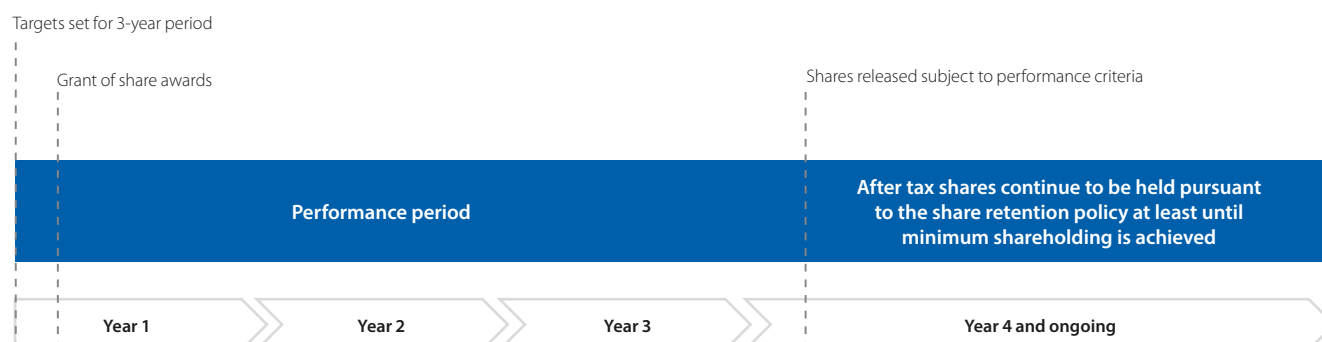 Targets set for 3-year period
Grant of share awards
Shares released subject to performance criteria
Performance period
After tax shares continue to be held pursuant
to the share retention policy at least until
minimum shareholding is achieved
Year 1
Year 2
Year 3
Year 4 and ongoing